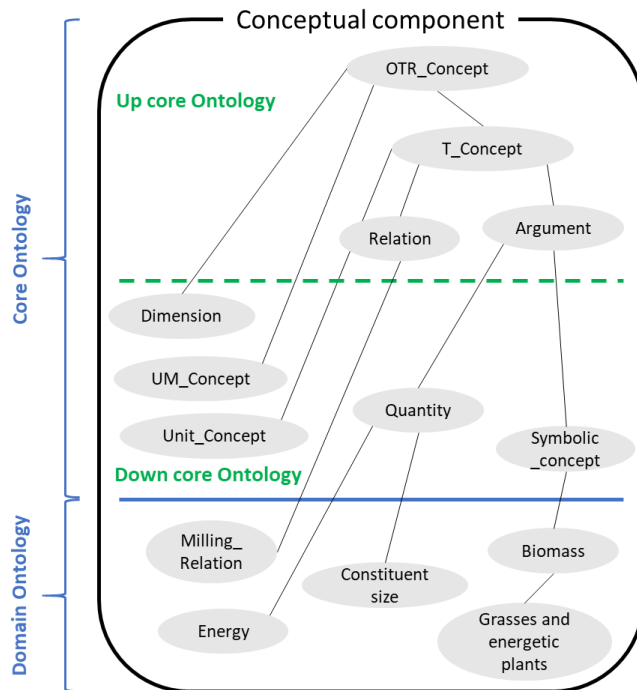 Conceptual component
OTR_Concept
Up core Ontology
T_Concept
Relation
Argument
Core Ontology
Dimension
UM_Concept
Quantity
Unit_Concept
Symbolic
_concept
Down core Ontology
Milling_
Relation
Biomass
Constituent
size
Domain Ontology
Energy
Grasses and
energetic
plants